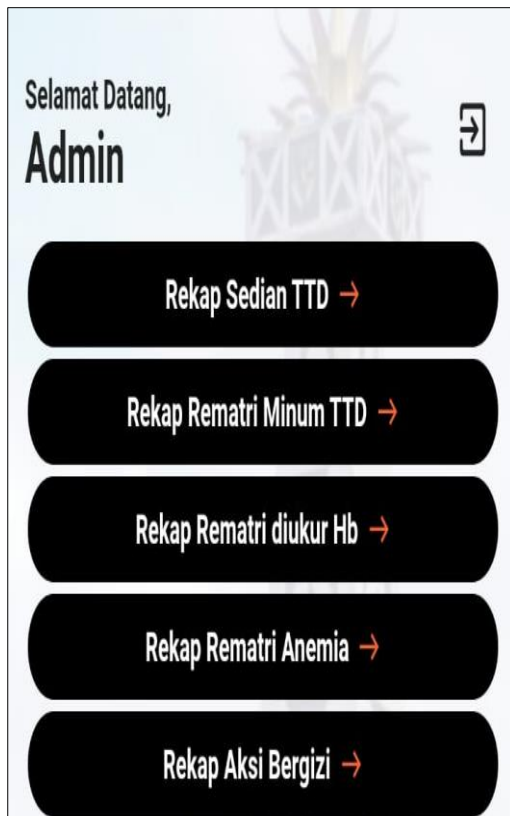 Selamat Datang,
Admin
Rekap Sedian TTD →
Rekap Rematri Minum TTD →
Rekap Rematri diukur Hb →
Rekap Rematri Anemia →
Rekap Aksi Bergizi →